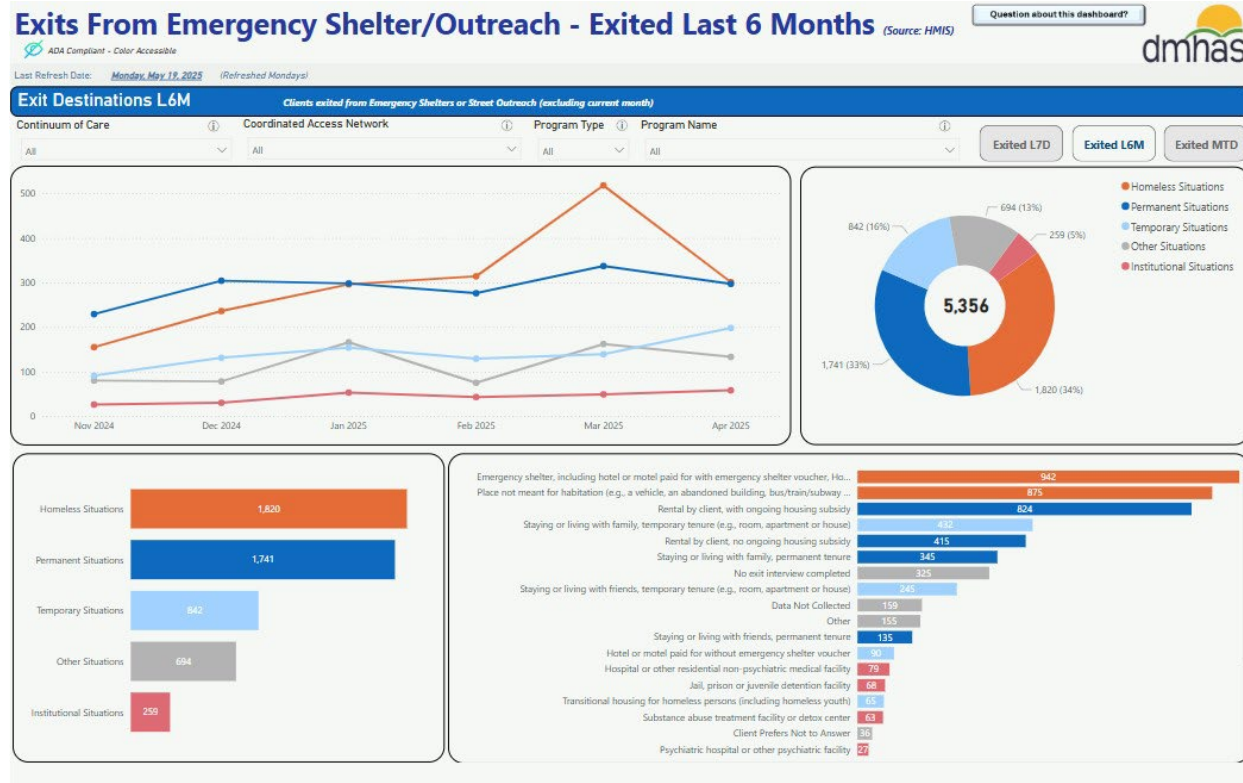 Exits From Emergency Shelter/Outreach - Exited Last 6 Months (Source: HMIS)
Question about this dashboard?
dmhas
ADA Compliant - Color Accessible
Last Refresh Date: Monday, May 19, 2025 (Refreshed Mondays)
Exit Destinations L6M Clients exited from Emergency Shelters or Street Outreach (excluding current month)
Continuum of Care Coordinated Access Network Program Type Program Name
All All All All
Exited L7D Exited L6M Exited MTD
500
400
300
200
100
0
Nov 2024 Dec 2024 Jan 2025 Feb 2025 Mar 2025 Apr 2025
694 (13%)
842 (16%)
259 (5%)
5,356
1,741 (33%)
1,820 (34%)
Homeless Situations
Permanent Situations
Temporary Situations
Other Situations
Institutional Situations
Homeless Situations 1,820
Permanent Situations 1,741
Temporary Situations 842
Other Situations 694
Institutional Situations 259
Emergency shelter, including hotel or motel paid for with emergency shelter voucher, Ho... 942
Place not meant for habitation (e.g., a vehicle, an abandoned building, bus/train/subway ... 875
Rental by client, with ongoing housing subsidy 824
Staying or living with family, temporary tenure (e.g., room, apartment or house) 432
Rental by client, no ongoing housing subsidy 415
Staying or living with family, permanent tenure 345
No exit interview completed 325
Staying or living with friends, temporary tenure (e.g., room, apartment or house) 245
Data Not Collected 159
Other 155
Staying or living with friends, permanent tenure 135
Hotel or motel paid for without emergency shelter voucher 90
Hospital or other residential non-psychiatric medical facility 79
Jail, prison or juvenile detention facility 68
Transitional housing for homeless persons (including homeless youth) 65
Substance abuse treatment facility or detox center 63
Client Prefers Not to Answer 36
Psychiatric hospital or other psychiatric facility 27